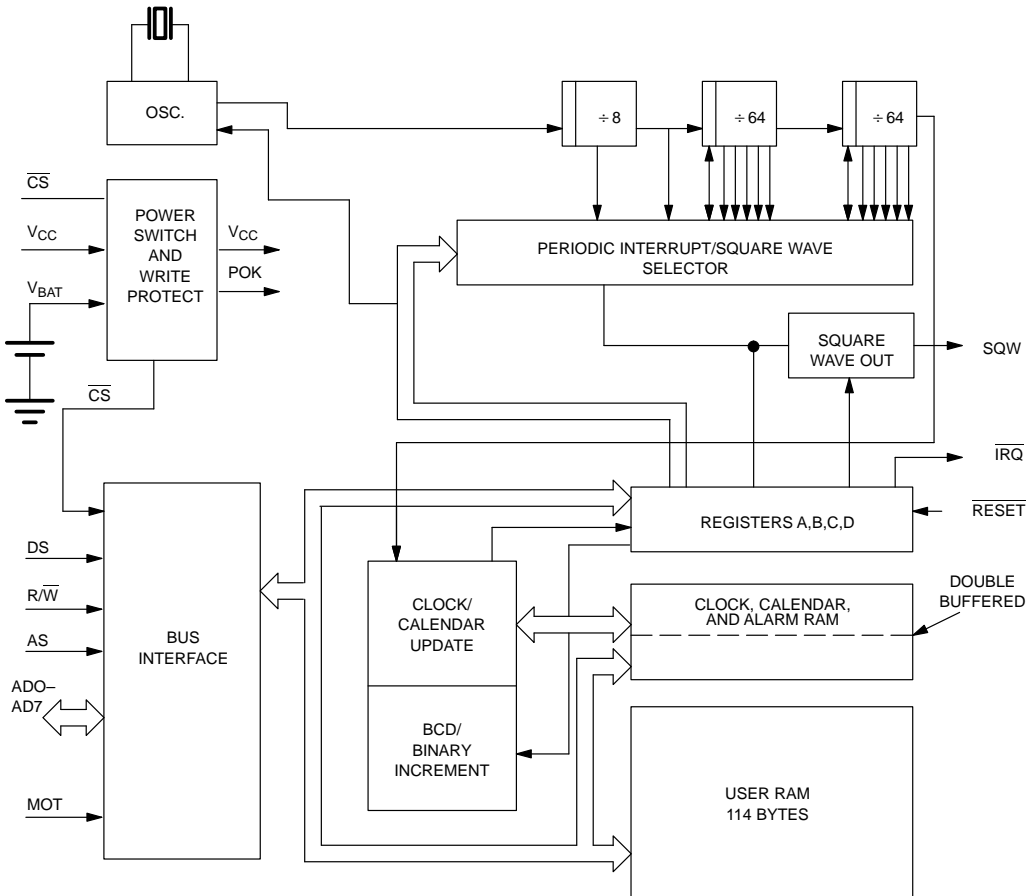 OSC.
÷ 8
÷ 64
÷ 64
CS
VCC
VBAT
POWER
SWITCH
AND
WRITE
PROTECT
VCC
POK
CS
PERIODIC INTERRUPT/SQUARE WAVE
SELECTOR
SQUARE
WAVE OUT
SQW
IRQ
RESET
REGISTERS A,B,C,D
DS
R/W
AS
ADO–
AD7
MOT
BUS
INTERFACE
CLOCK/
CALENDAR
UPDATE
BCD/
BINARY
INCREMENT
CLOCK, CALENDAR,
AND ALARM RAM
DOUBLE
BUFFERED
USER RAM
114 BYTES